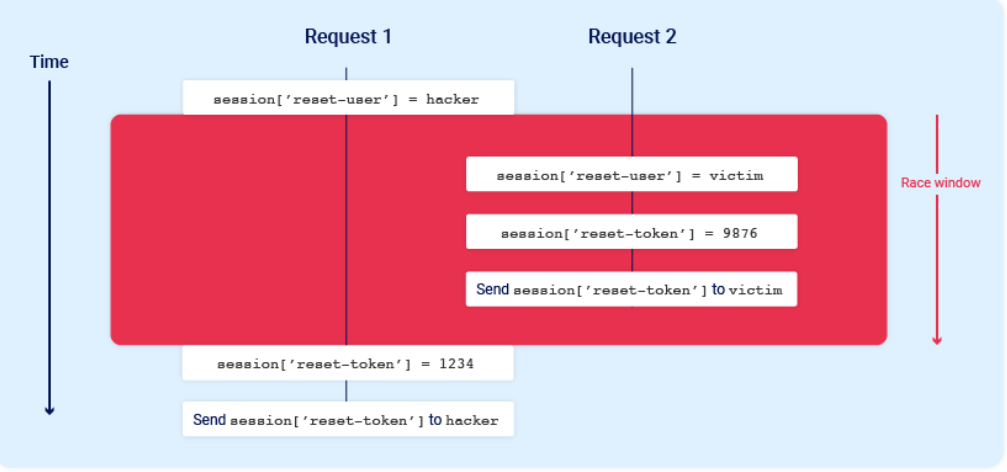 Request 1
Request 2
Time
session['reset-user'] = hacker
session['reset-user'] = victim
Race window
session['reset-token'] = 9876
Send session['reset-token'] to victim
session['reset-token'] = 1234
Send session['reset-token'] to hacker